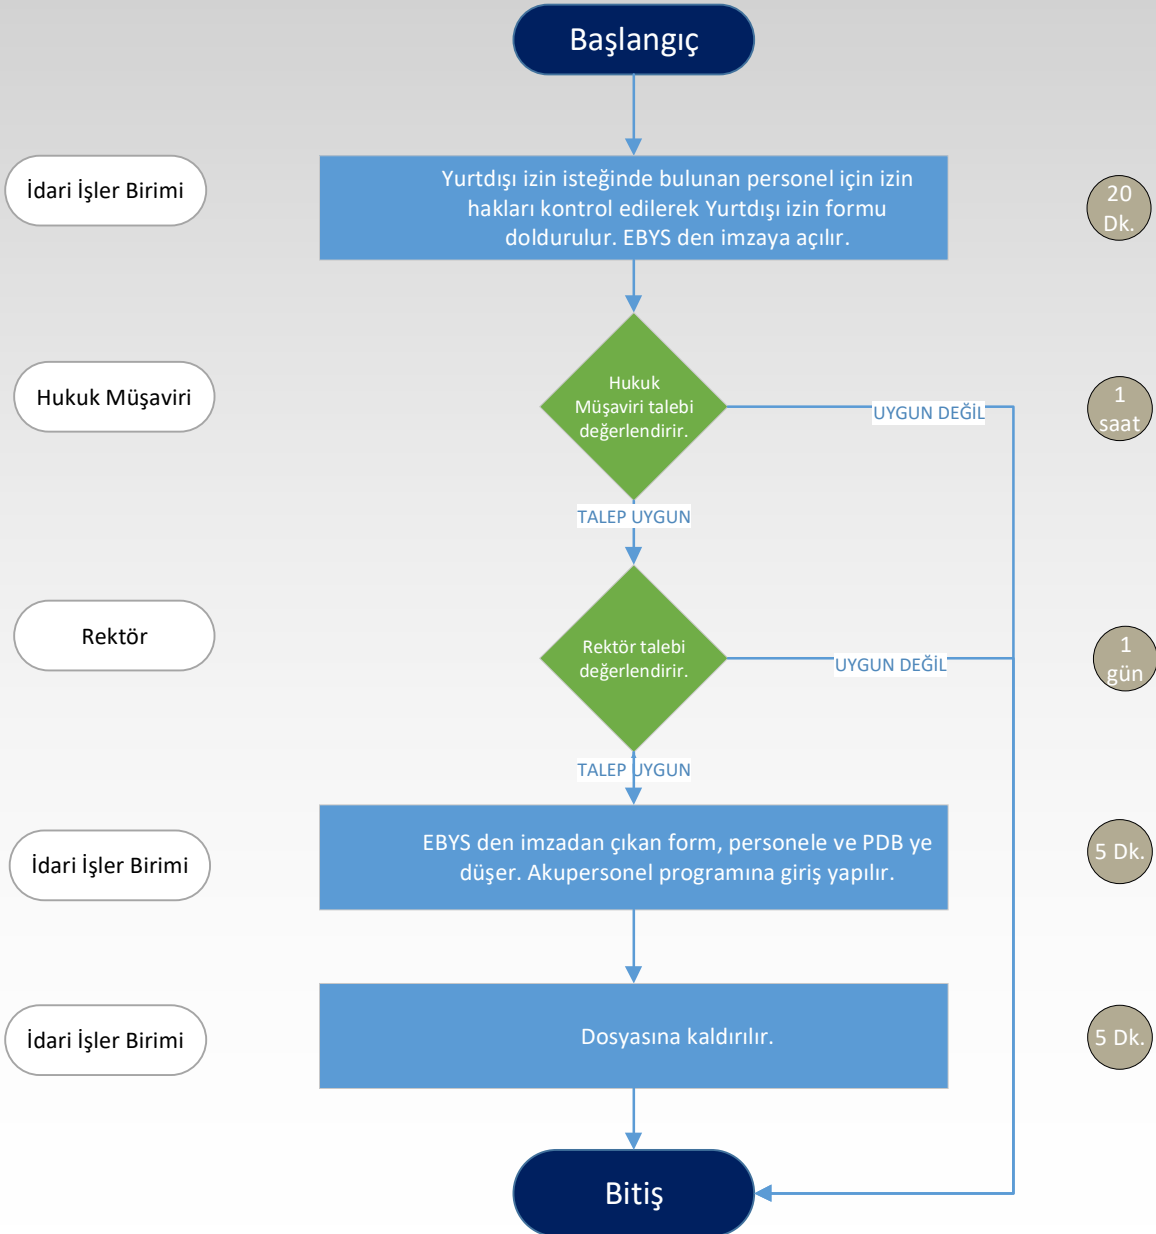 Başlangıç
İdari İşler Birimi
Yurtdışı izin isteğinde bulunan personel için izin
hakları kontrol edilerek Yurtdışı izin formu
doldurulur. EBYS den imzaya açılır.
20
Dk.
Hukuk Müşaviri
Hukuk
Müşaviri talebi
değerlendirir.
UYGUN DEĞİL
1
saat
TALEP UYGUN
Rektör
Rektör talebi
değerlendirir.
UYGUN DEĞİL
1
gün
TALEP UYGUN
İdari İşler Birimi
EBYS den imzadan çıkan form, personele ve PDB ye
düşer. Akupersonel programına giriş yapılır.
5 Dk.
İdari İşler Birimi
Dosyasına kaldırılır.
5 Dk.
Bitiş